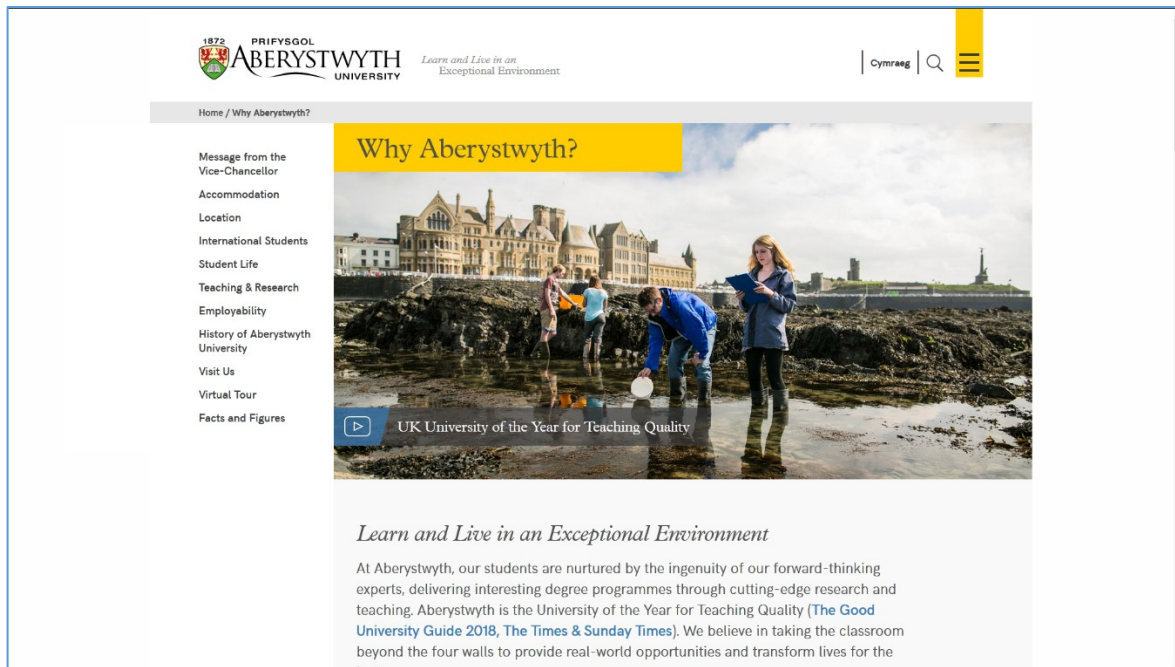 1872
PRIFYSGOL
ABERYSTWYTH
UNIVERSITY
Learn and Live in an
Exceptional Environment
Cymraeg
Home / Why Aberystwyth?
Message from the
Vice-Chancellor
Accommodation
Location
International Students
Student Life
Teaching & Research
Employability
History of Aberystwyth
University
Visit Us
Virtual Tour
Facts and Figures
Why Aberystwyth?
UK University of the Year for Teaching Quality
Learn and Live in an Exceptional Environment
At Aberystwyth, our students are nurtured by the ingenuity of our forward-thinking
experts, delivering interesting degree programmes through cutting-edge research and
teaching. Aberystwyth is the University of the Year for Teaching Quality (The Good
University Guide 2018, The Times & Sunday Times). We believe in taking the classroom
beyond the four walls to provide real-world opportunities and transform lives for the